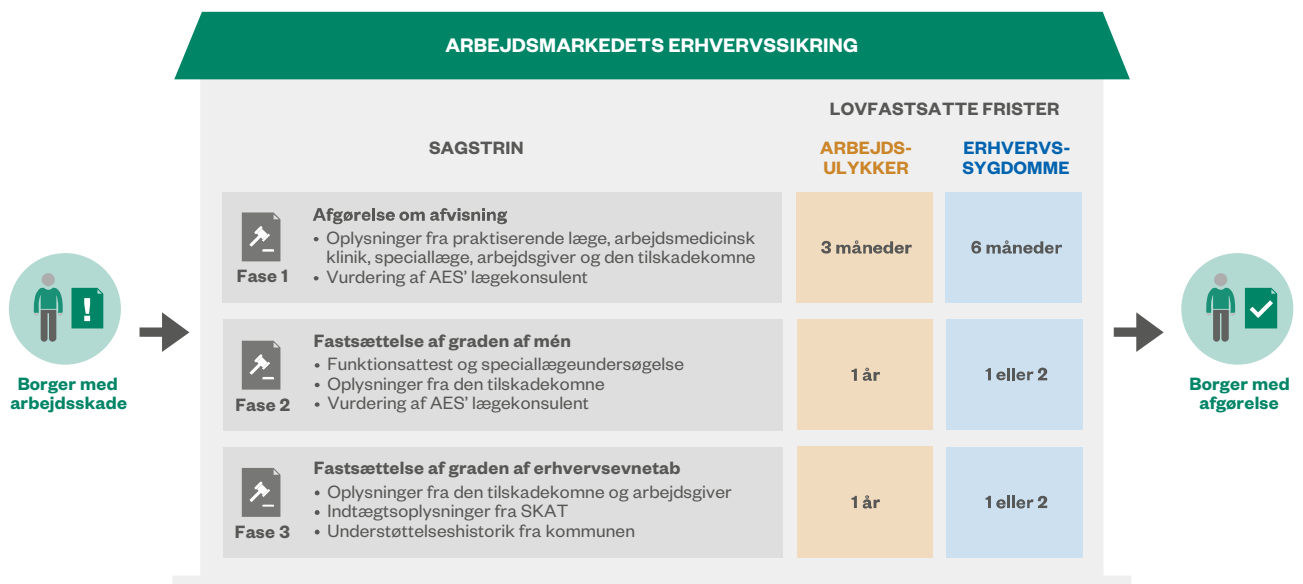 ARBEJDSMARKEDETS ERHVERVSSIKRING
LOVFASTSATTE FRISTER
SAGSTRIN
ARBEJDS-
ULYKKER
ERHVERVS-
SYGDOMME
Afgørelse om afvisning
• Oplysninger fra praktiserende læge, arbejdsmedicinsk
klinik, speciallæge, arbejdsgiver og den tilskadekomne
• Vurdering af AES' lægekonsulent
Fase 1
3 måneder
6 måneder
Fastsættelse af graden af mén
• Funktionsattest og speciallægeundersøgelse
• Oplysninger fra den tilskadekomne
• Vurdering af AES' lægekonsulent
Fase 2
1 år
1 eller 2
Fastsættelse af graden af erhvervsevnetab
• Oplysninger fra den tilskadekomne og arbejdsgiver
• Indtægtsoplysninger fra SKAT
• Understøttelseshistorik fra kommunen
Fase 3
1 år
1 eller 2
Borger med
arbejdsskade
Borger med
afgørelse